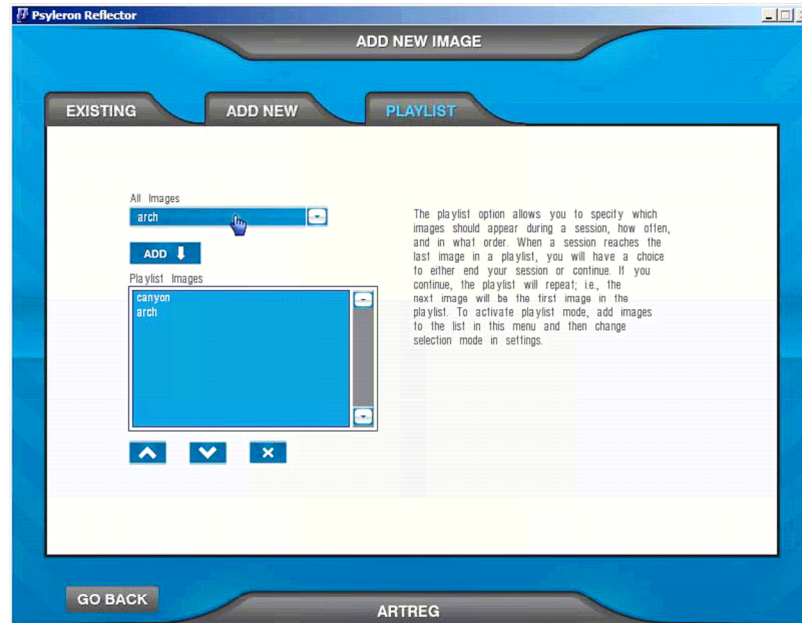 Psyleron Reflector
ADD NEW IMAGE
EXISTING
ADD NEW
PLAYLIST
All Images
arch
ADD
Playlist Images
canyon
arch
The playlist option allows you to specify which
images should appear during a session, how often,
and in what order. When a session reaches the
last image in a playlist, you will have a choice
to either end your session or continue. If you
continue, the playlist will repeat; i.e., the
next image will be the first image in the
playlist. To activate playlist mode, add images
to the list in this menu and then change
selection mode in settings.
GO BACK
ARTREG